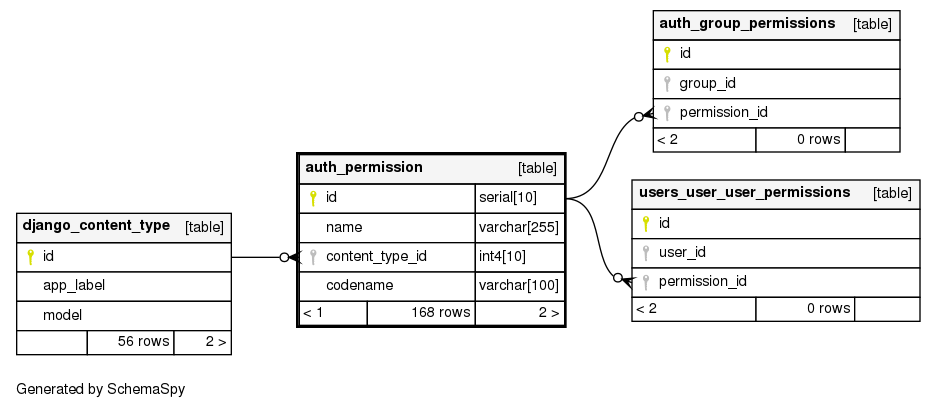 auth_group_permissions [table]
id
group_id
permission_id
< 2 0 rows
auth_permission [table]
id serial[10]
name varchar[255]
content_type_id int4[10]
codename varchar[100]
< 1 168 rows 2 >
users_user_user_permissions [table]
id
user_id
permission_id
< 2 0 rows
django_content_type [table]
id
app_label
model
56 rows 2 >
Generated by SchemaSpy